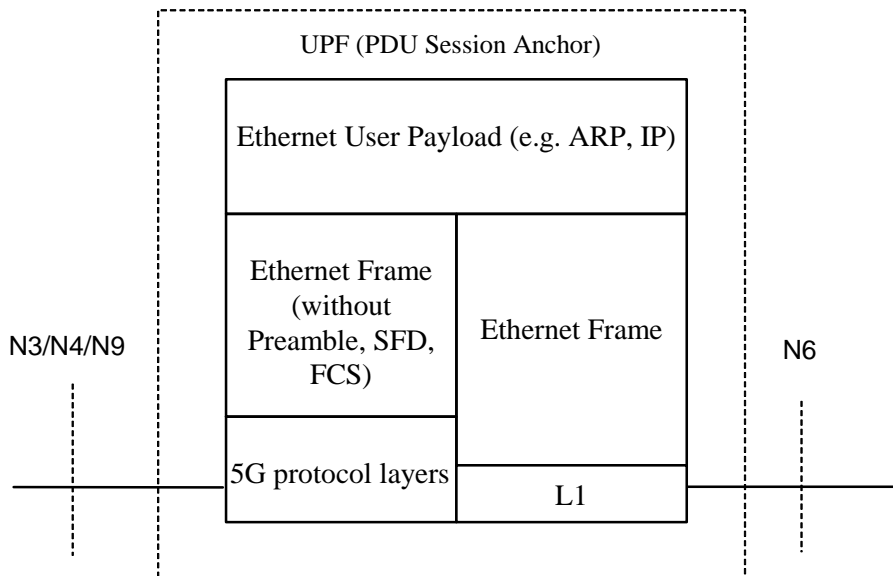 UPF (PDU Session Anchor)
Ethernet User Payload (e.g. ARP, IP)
Ethernet Frame
(without
Preamble, SFD,
FCS)
Ethernet Frame
N3/N4/N9
N6
5G protocol layers
L1